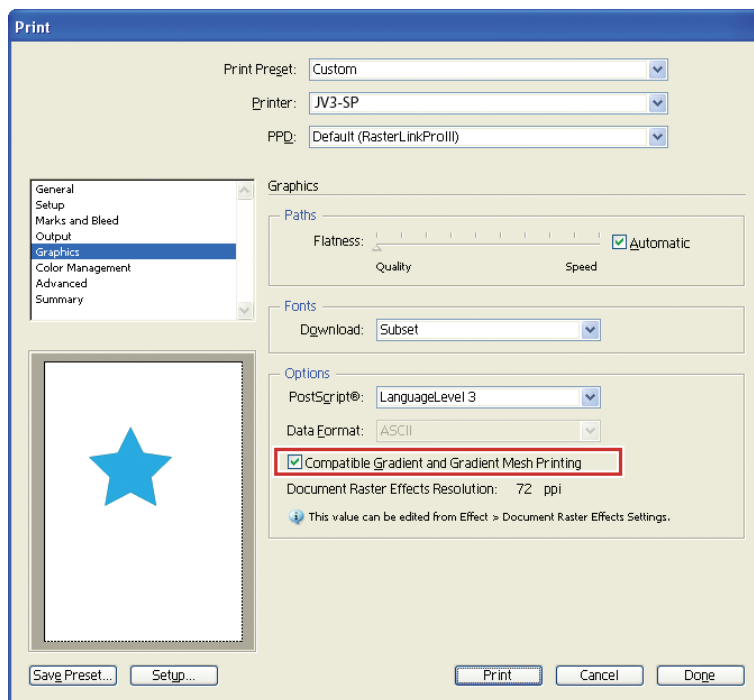 Print
Print Preset: Custom
Printer: JV3-SP
PPD: Default (RasterLinkProIII)
General
Setup
Marks and Bleed
Output
Graphics
Color Management
Advanced
Summary
Graphics
Paths
Flatness:
Automatic
Quality Speed
Fonts
Download: Subset
Options
PostScript®: LanguageLevel 3
Data Format: ASCII
Compatible Gradient and Gradient Mesh Printing
Document Raster Effects Resolution: 72 ppi
This value can be edited from Effect > Document Raster Effects Settings.
Save Preset... Setup... Print Cancel Done